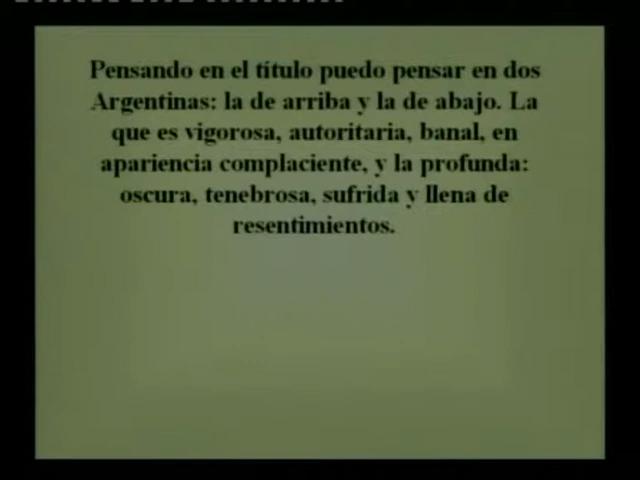 Pensando en el título puedo pensar en dos
Argentinas: la de arriba y la de abajo. La
que es vigorosa, autoritaria, banal, en
apariencia complaciente, y la profunda:
oscura, tenebrosa, sufrida y llena de
resentimientos.